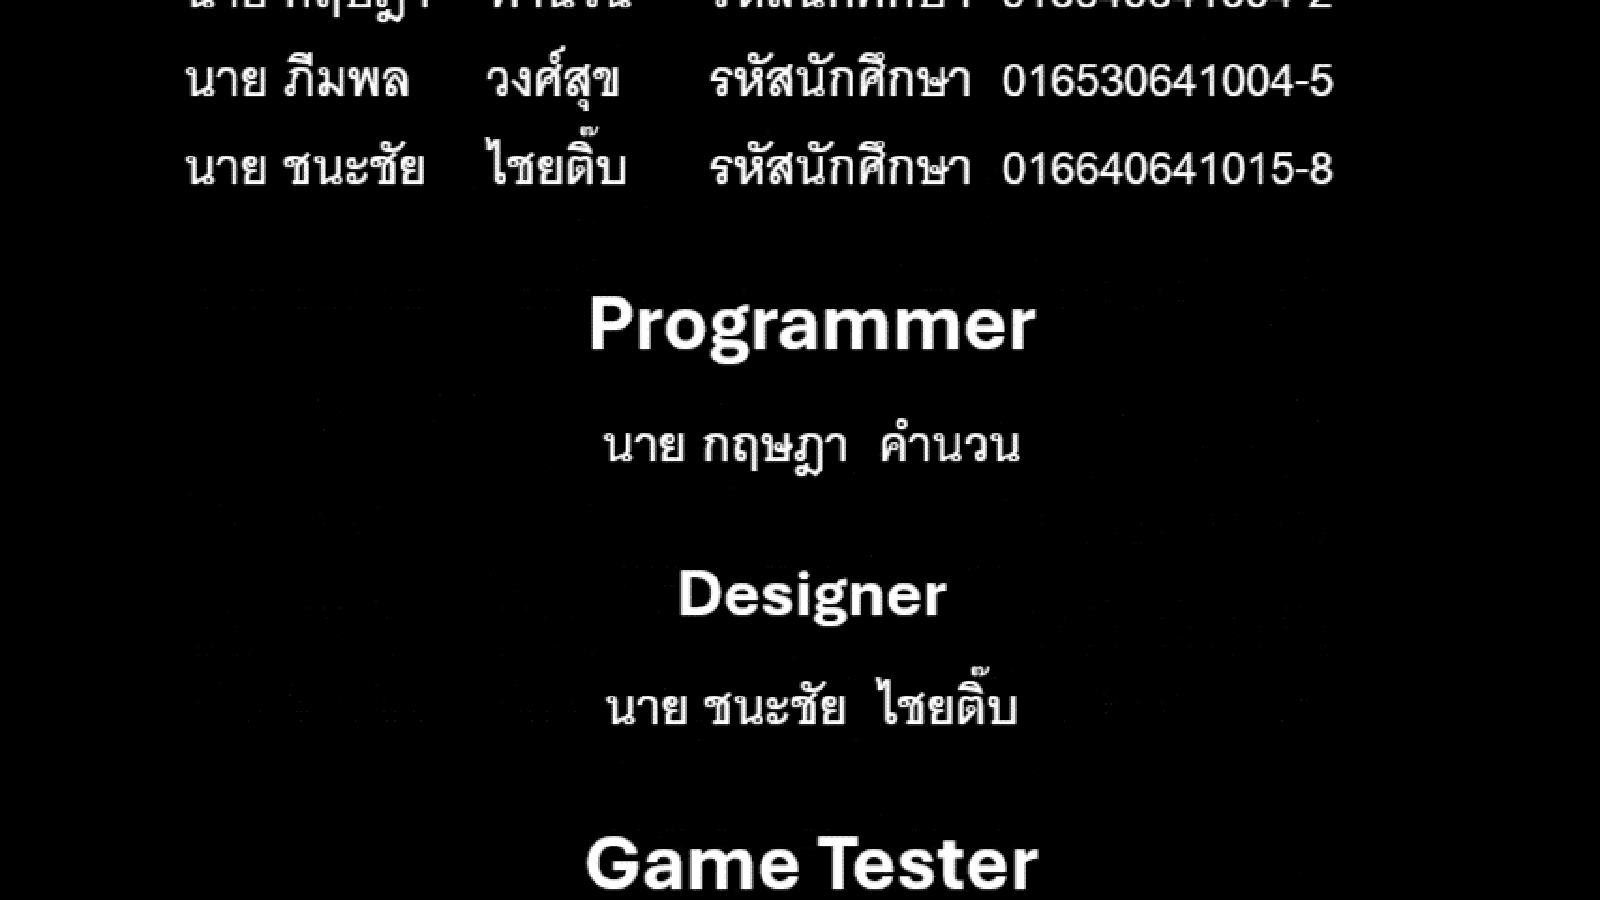 นาย ภีมพล วงศ์สุข รหัสนักศึกษา 016530641004-5
นาย ชนะชัย ไชยติ๊บ รหัสนักศึกษา 016640641015-8
Programmer
นาย กฤษฎา คำนวน
Designer
นาย ชนะชัย ไชยติ๊บ
Game Tester